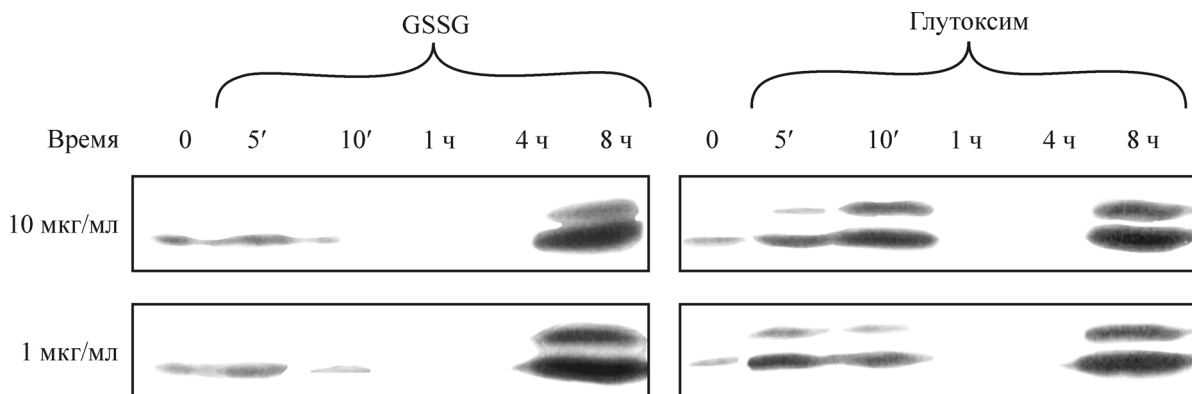 GSSG Глутоксим
Время 0 5′ 10′ 1 ч 4 ч 8 ч 0 5′ 10′ 1 ч 4 ч 8 ч
10 мкг/мл
1 мкг/мл